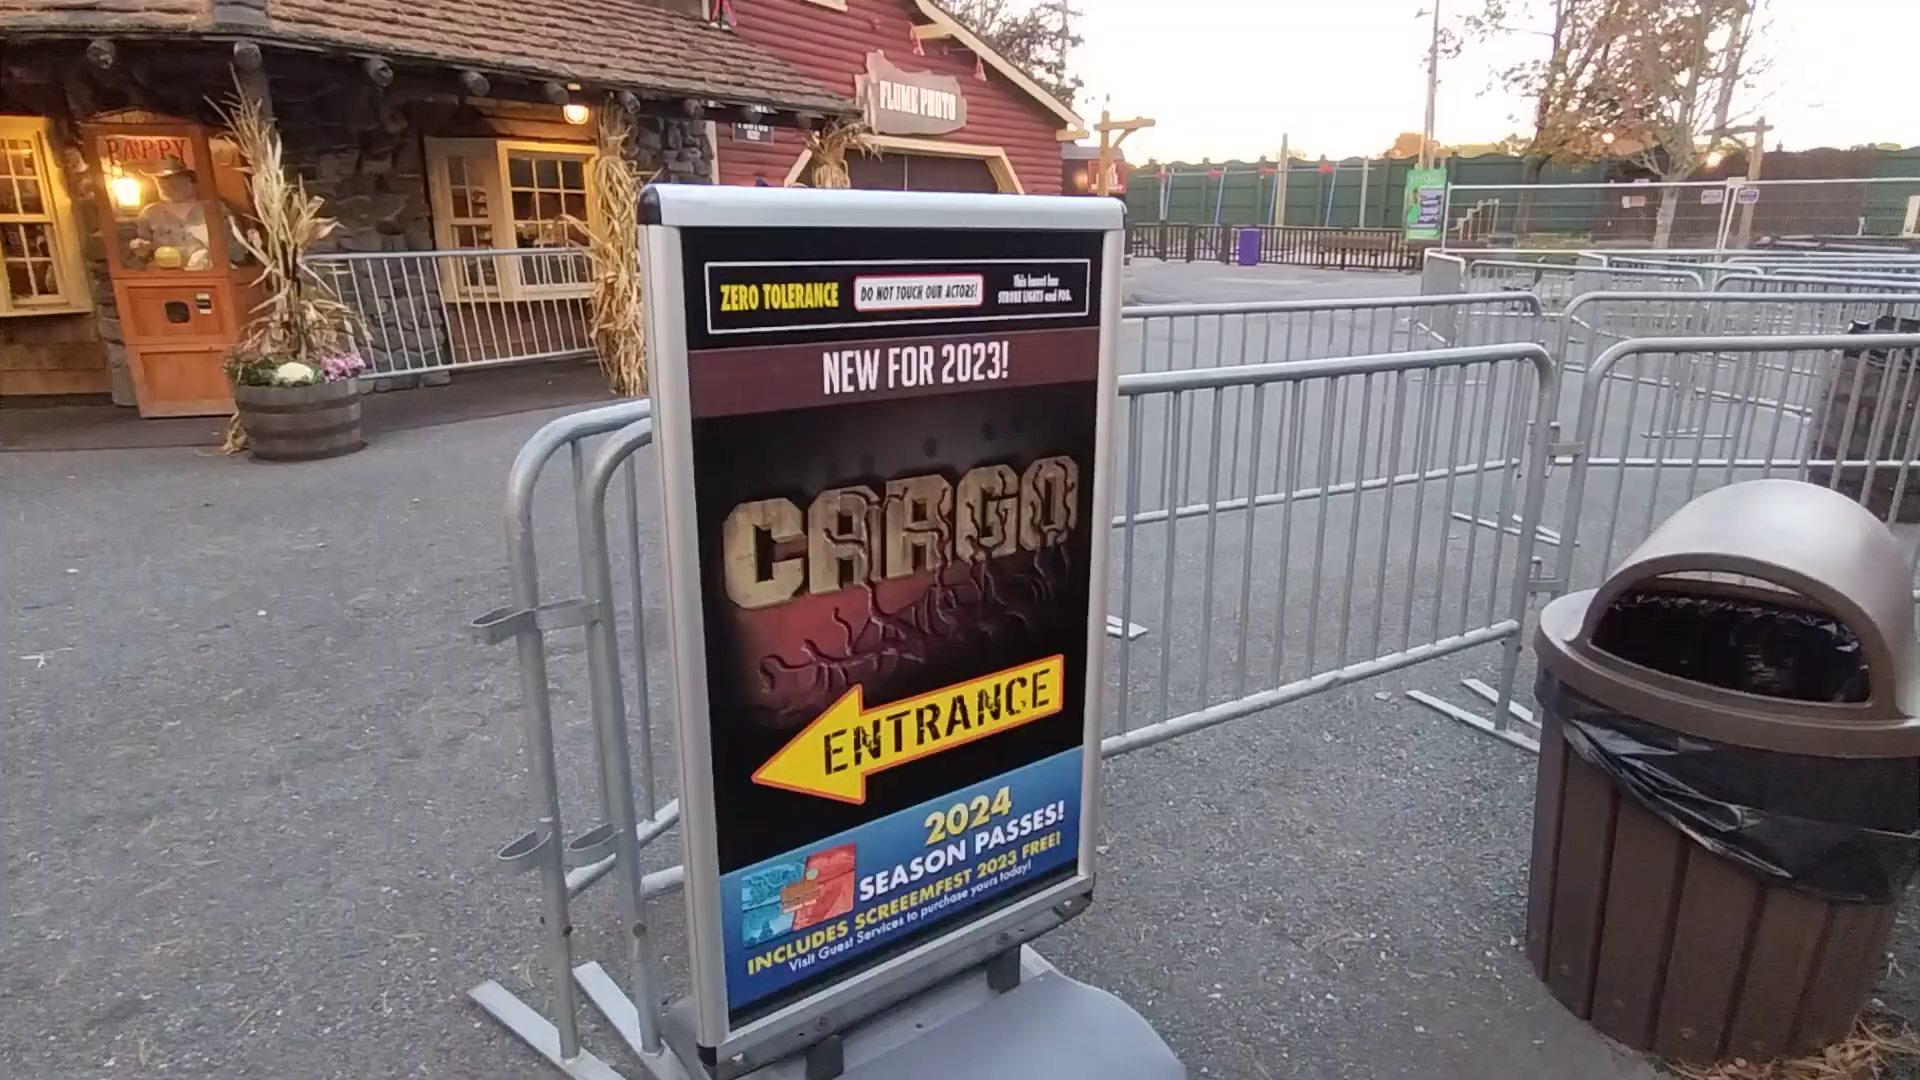 PAPPY
FLUME PHOTO
ZERO TOLERANCE
DO NOT TOUCH OUR ACTORS!
This haunt has
STROBE LIGHTS and FOG.
NEW FOR 2023!
CARGO
ENTRANCE
2024
SEASON PASSES!
INCLUDES SCREEEMFEST 2023 FREE!
Visit Guest Services to purchase yours today!